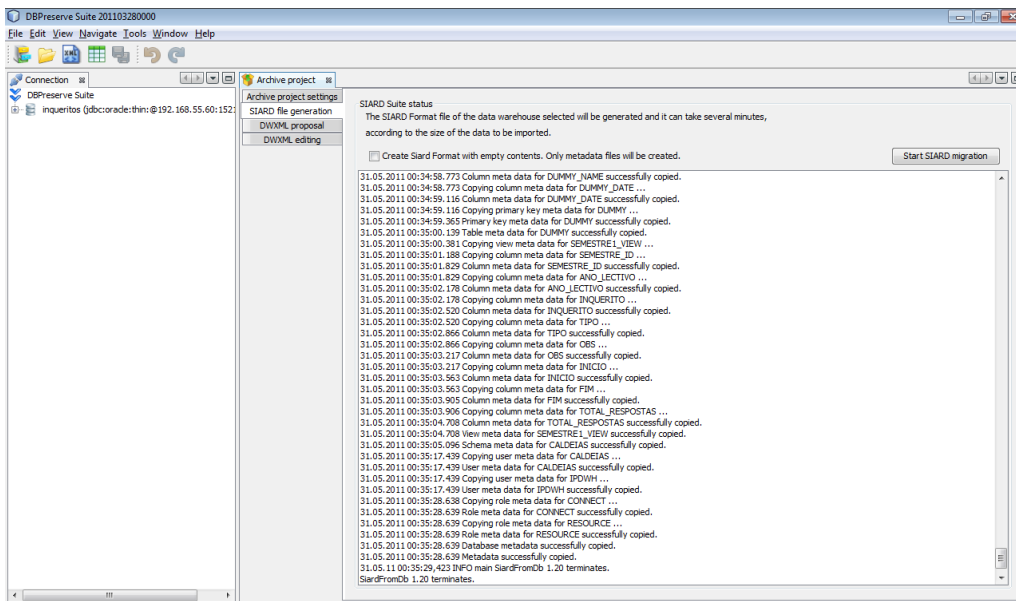 DBPreserve Suite 201103280000
File Edit View Navigate Tools Window Help
Connection
DBPreserve Suite
inqueritos (jdbc:oracle:thin:@192.168.55.60:1521
Archive project
Archive project settings
SIARD file generation
DWXML proposal
DWXML editing
SIARD Suite status
The SIARD Format file of the data warehouse selected will be generated and it can take several minutes,
according to the size of the data to be imported.
Create Siard Format with empty contents. Only metadata files will be created.
Start SIARD migration
31.05.2011 00:34:58.773 Column meta data for DUMMY_NAME successfully copied.
31.05.2011 00:34:58.773 Copying column meta data for DUMMY_DATE ...
31.05.2011 00:34:59.116 Column meta data for DUMMY_DATE successfully copied.
31.05.2011 00:34:59.116 Copying primary key meta data for DUMMY ...
31.05.2011 00:34:59.365 Primary key meta data for DUMMY successfully copied.
31.05.2011 00:35:00.139 Table meta data for DUMMY successfully copied.
31.05.2011 00:35:00.381 Copying view meta data for SEMESTRE1_VIEW ...
31.05.2011 00:35:01.188 Copying column meta data for SEMESTRE_ID ...
31.05.2011 00:35:01.829 Column meta data for SEMESTRE_ID successfully copied.
31.05.2011 00:35:01.829 Copying column meta data for ANO_LECTIVO ...
31.05.2011 00:35:02.178 Column meta data for ANO_LECTIVO successfully copied.
31.05.2011 00:35:02.178 Copying column meta data for INQUERITO ...
31.05.2011 00:35:02.520 Column meta data for INQUERITO successfully copied.
31.05.2011 00:35:02.520 Copying column meta data for TIPO ...
31.05.2011 00:35:02.866 Column meta data for TIPO successfully copied.
31.05.2011 00:35:02.866 Copying column meta data for OBS ...
31.05.2011 00:35:03.217 Column meta data for OBS successfully copied.
31.05.2011 00:35:03.217 Copying column meta data for INICIO ...
31.05.2011 00:35:03.563 Column meta data for INICIO successfully copied.
31.05.2011 00:35:03.563 Copying column meta data for FIM ...
31.05.2011 00:35:03.905 Column meta data for FIM successfully copied.
31.05.2011 00:35:03.906 Copying column meta data for TOTAL_RESPOSTAS ...
31.05.2011 00:35:04.708 Column meta data for TOTAL_RESPOSTAS successfully copied.
31.05.2011 00:35:04.708 View meta data for SEMESTRE1_VIEW successfully copied.
31.05.2011 00:35:05.096 Schema meta data for CALDEIAS successfully copied.
31.05.2011 00:35:17.439 Copying user meta data for CALDEIAS ...
31.05.2011 00:35:17.439 User meta data for CALDEIAS successfully copied.
31.05.2011 00:35:17.439 Copying user meta data for IPDWH ...
31.05.2011 00:35:17.439 User meta data for IPDWH successfully copied.
31.05.2011 00:35:28.638 Copying role meta data for CONNECT ...
31.05.2011 00:35:28.639 Role meta data for CONNECT successfully copied.
31.05.2011 00:35:28.639 Copying role meta data for RESOURCE ...
31.05.2011 00:35:28.639 Role meta data for RESOURCE successfully copied.
31.05.2011 00:35:28.639 Database metadata successfully copied.
31.05.2011 00:35:28.639 Metadata successfully copied.
31.05.11 00:35:29,423 INFO main SiardFromDb 1.20 terminates.
SiardFromDb 1.20 terminates.